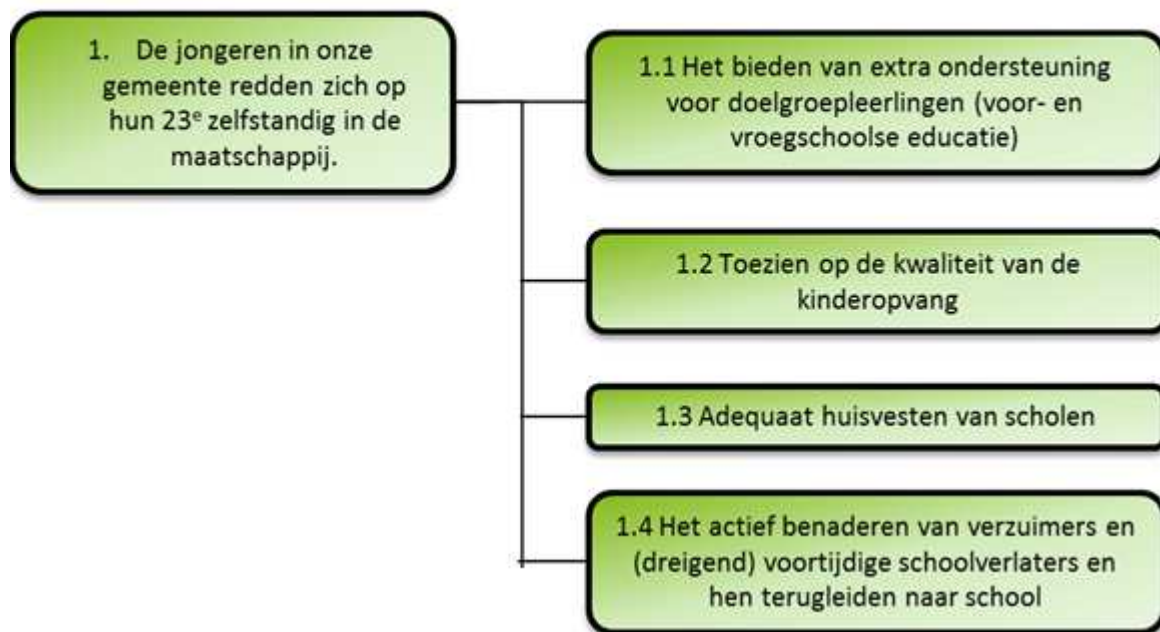 1. De jongeren in onze
gemeente redden zich op
hun 23e zelfstandig in de
maatschappij.
1.1 Het bieden van extra ondersteuning
voor doelgroepleerlingen (voor- en
vroegschoolse educatie)
1.2 Toezien op de kwaliteit van de
kinderopvang
1.3 Adequaat huisvesten van scholen
1.4 Het actief benaderen van verzuimers en
(dreigend) voortijdige schoolverlaters en
hen terugleiden naar school